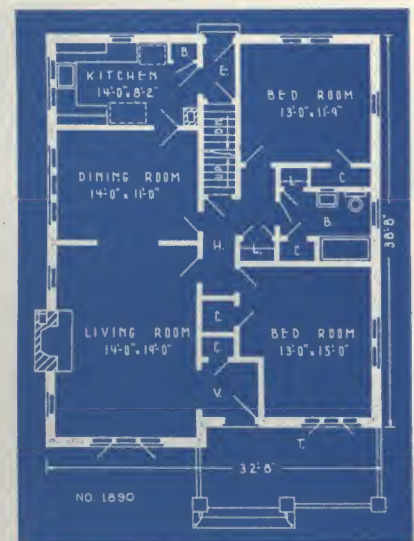 B.
E.
KITCHEN
14'-0" x 8'-2"
BED ROOM
13'-0" x 11'-9"
DINING ROOM
14'-0" x 11'-0"
UP
DN.
L.
C.
B.
H.
L.
C.
38'-8"
C.
LIVING ROOM
14'-0" x 19'-0"
BED ROOM
13'-0" x 15'-0"
C.
V.
T.
32'-8"
NO. 1890